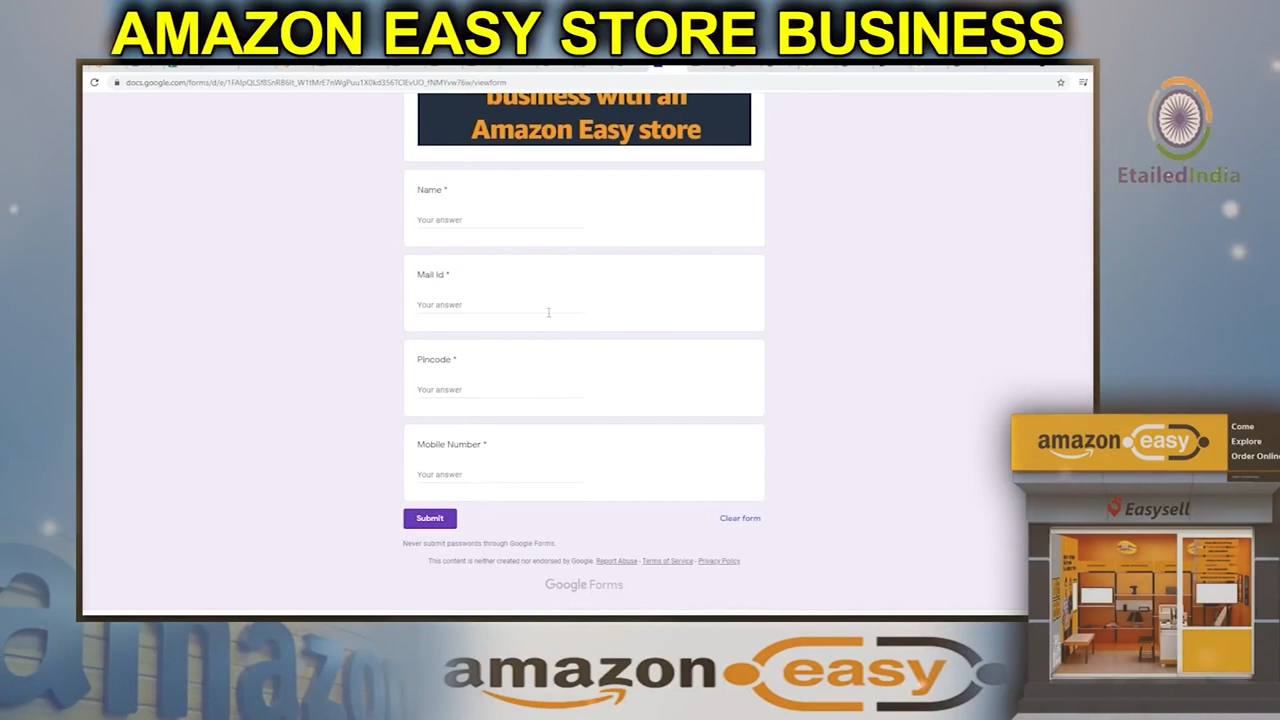 AMAZON EASY STORE BUSINESS
business with an
Amazon Easy store
Name *
Your answer
Mail id *
Your answer
Pincode *
Your answer
Mobile Number *
Your answer
Submit
Clear form
Never submit passwords through Google Forms.
This content is neither created nor endorsed by Google. Report Abuse - Terms of Service - Privacy Policy
Google Forms
EtailedIndia
amazon easy
Come
Explore
Order Online
Easysell
amazon
amazon easy